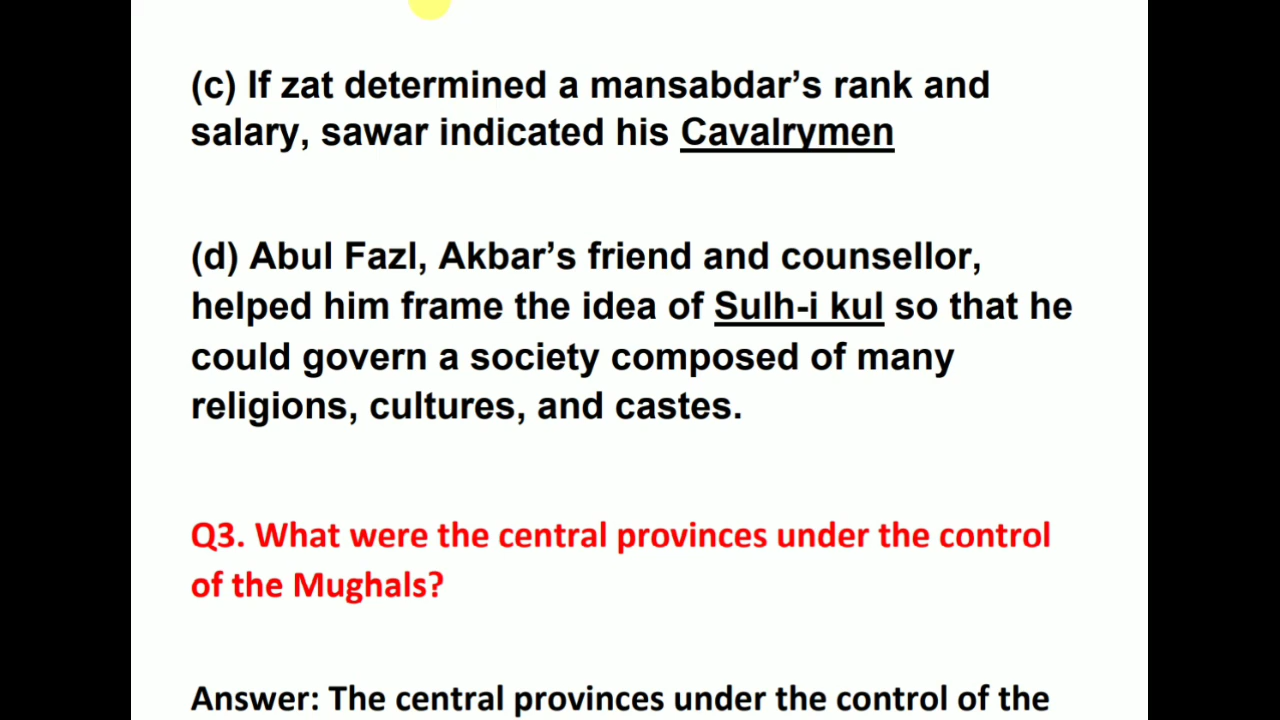 (c) If zat determined a mansabdar’s rank and
salary, sawar indicated his Cavalrymen
(d) Abul Fazl, Akbar’s friend and counsellor,
helped him frame the idea of Sulh-i kul so that he
could govern a society composed of many
religions, cultures, and castes.
Q3. What were the central provinces under the control
of the Mughals?
Answer: The central provinces under the control of the